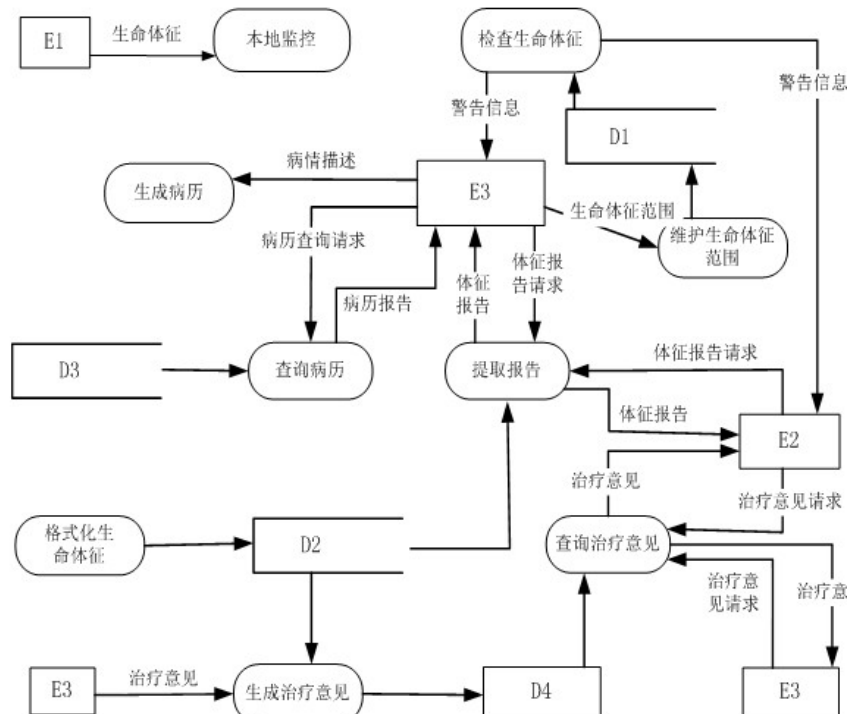 E1
生命体征
本地监控
检查生命体征
警告信息
警告信息
D1
病情描述
生成病历
E3
生命体征范围
维护生命体征
范围
病历查询请求
体征报
告请求
体征
报告
病历报告
D3
查询病历
提取报告
体征报告请求
体征报告
E2
治疗意见
治疗意见请求
格式化生
命体征
D2
查询治疗意见
治疗意
见请求
治疗意
E3
治疗意见
生成治疗意见
D4
E3